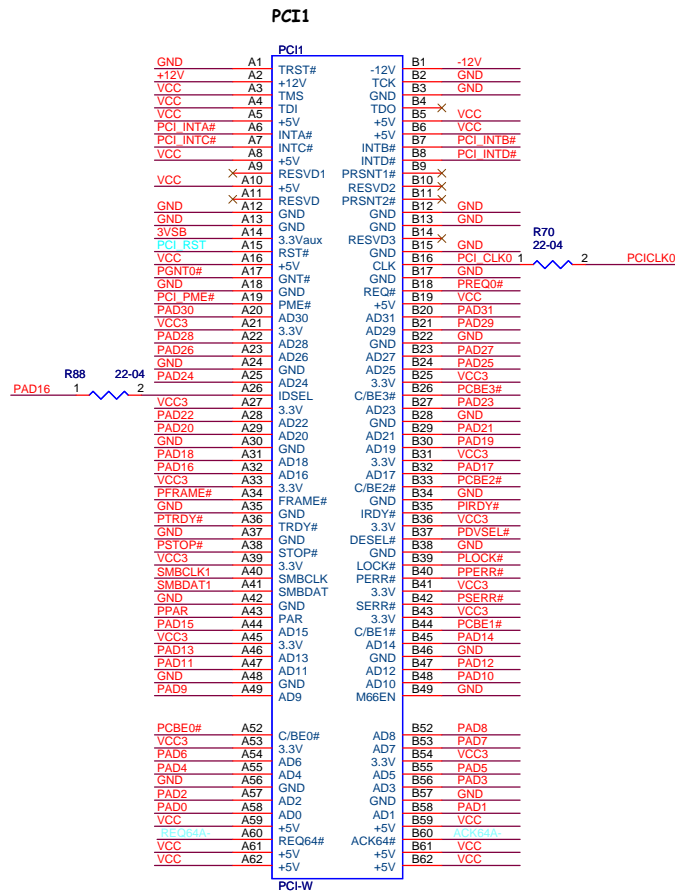 PCI1
PCI1
GND A1 TRST# -12V B1 -12V
+12V A2 +12V TCK B2 GND
VCC A3 TMS GND B3 GND
VCC A4 TDI TDO B4
VCC A5 +5V +5V B5 VCC
PCI_INTA# A6 INTA# +5V B6 VCC
PCI_INTC# A7 INTC# INTB# B7 PCI_INTB#
VCC A8 +5V INTD# B8 PCI_INTD#
A9 RESVD1 PRSNT1# B9
VCC A10 +5V RESVD2 B10
A11 RESVD PRSNT2# B11
GND A12 GND GND B12 GND
GND A13 GND GND B13 GND
3VSB A14 3.3Vaux RESVD3 B14
PCI_RST A15 RST# GND B15 GND
R70
22-04
VCC A16 +5V CLK B16 PCI_CLK0 1 2 PCICLK0
PGNT0# A17 GNT# GND B17 GND
GND A18 GND REQ# B18 PREQ0#
PCI_PME# A19 PME# +5V B19 VCC
PAD30 A20 AD30 AD31 B20 PAD31
VCC3 A21 3.3V AD29 B21 PAD29
PAD28 A22 AD28 GND B22 GND
PAD26 A23 AD26 AD27 B23 PAD27
GND A24 GND AD25 B24 PAD25
PAD24 A25 AD24 3.3V B25 VCC3
R88 22-04
PAD16 1 2 A26 IDSEL C/BE3# B26 PCBE3#
VCC3 A27 3.3V AD23 B27 PAD23
PAD22 A28 AD22 GND B28 GND
PAD20 A29 AD20 AD21 B29 PAD21
GND A30 GND AD19 B30 PAD19
PAD18 A31 AD18 3.3V B31 VCC3
PAD16 A32 AD16 AD17 B32 PAD17
VCC3 A33 3.3V C/BE2# B33 PCBE2#
PFRAME# A34 FRAME# GND B34 GND
GND A35 GND IRDY# B35 PIRDY#
PTRDY# A36 TRDY# 3.3V B36 VCC3
GND A37 GND DESEL# B37 PDVSEL#
PSTOP# A38 STOP# GND B38 GND
VCC3 A39 3.3V LOCK# B39 PLOCK#
SMBCLK1 A40 SMBCLK PERR# B40 PPERR#
SMBDAT1 A41 SMBDAT 3.3V B41 VCC3
GND A42 GND SERR# B42 PSERR#
PPAR A43 PAR 3.3V B43 VCC3
PAD15 A44 AD15 C/BE1# B44 PCBE1#
VCC3 A45 3.3V AD14 B45 PAD14
PAD13 A46 AD13 GND B46 GND
PAD11 A47 AD11 AD12 B47 PAD12
GND A48 GND AD10 B48 PAD10
PAD9 A49 AD9 M66EN B49 GND
PCBE0# A52 C/BE0# AD8 B52 PAD8
VCC3 A53 3.3V AD7 B53 PAD7
PAD6 A54 AD6 3.3V B54 VCC3
PAD4 A55 AD4 AD5 B55 PAD5
GND A56 GND AD3 B56 PAD3
PAD2 A57 AD2 GND B57 GND
PAD0 A58 AD0 AD1 B58 PAD1
VCC A59 +5V +5V B59 VCC
REQ64A- A60 REQ64# ACK64# B60 ACK64A-
VCC A61 +5V +5V B61 VCC
VCC A62 +5V +5V B62 VCC
PCI-W